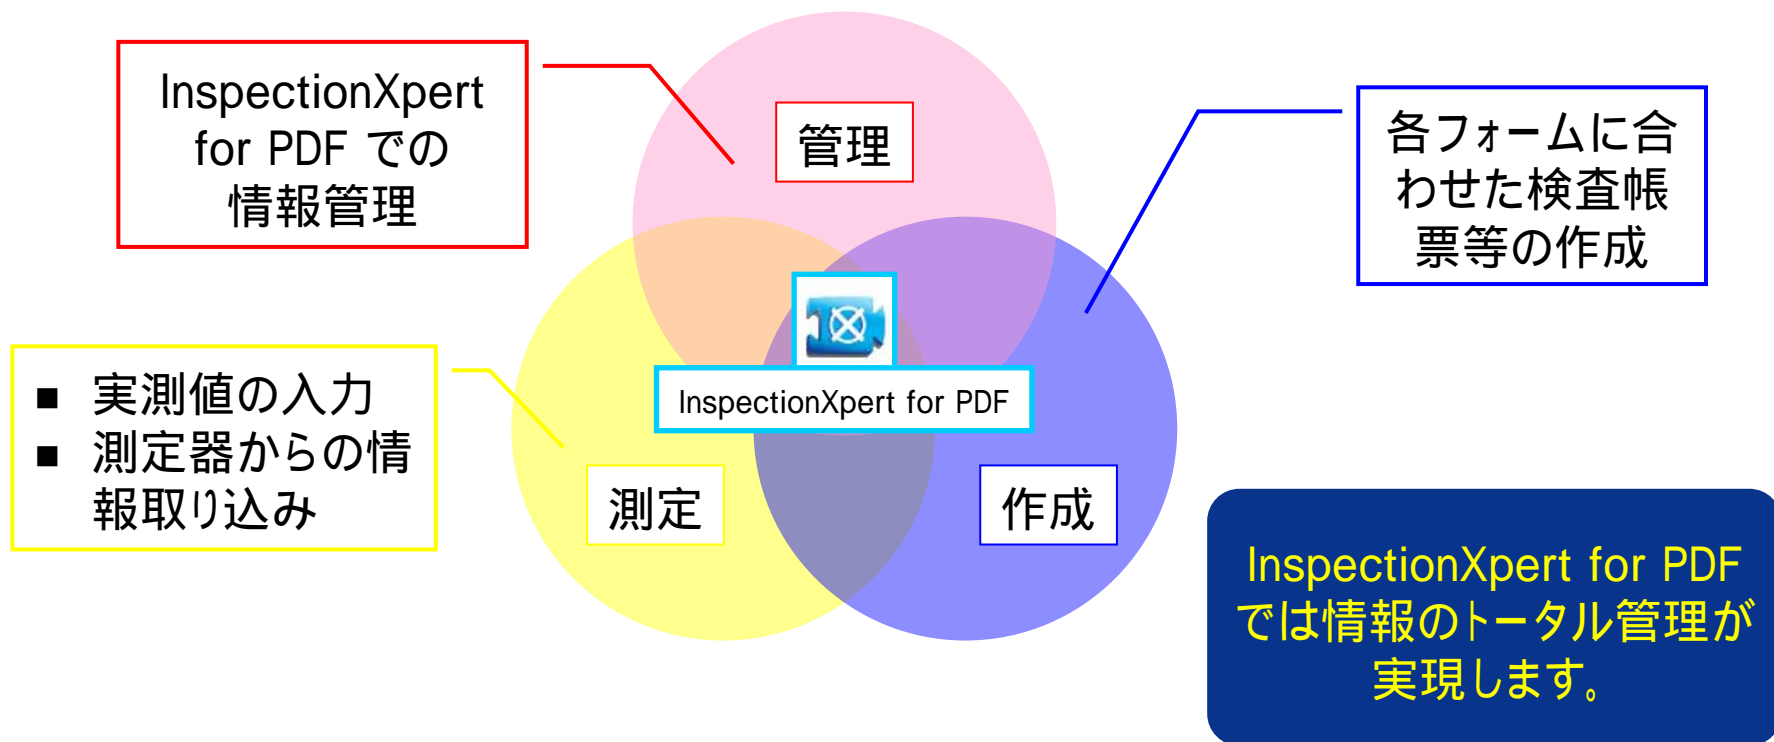 InspectionXpert
for PDF での
情報管理
管理
各フォームに合
わせた検査帳
票等の作成
■ 実測値の入力
■ 測定器からの情
報取り込み
InspectionXpert for PDF
測定
作成
InspectionXpert for PDF
では情報のトータル管理が
実現します。